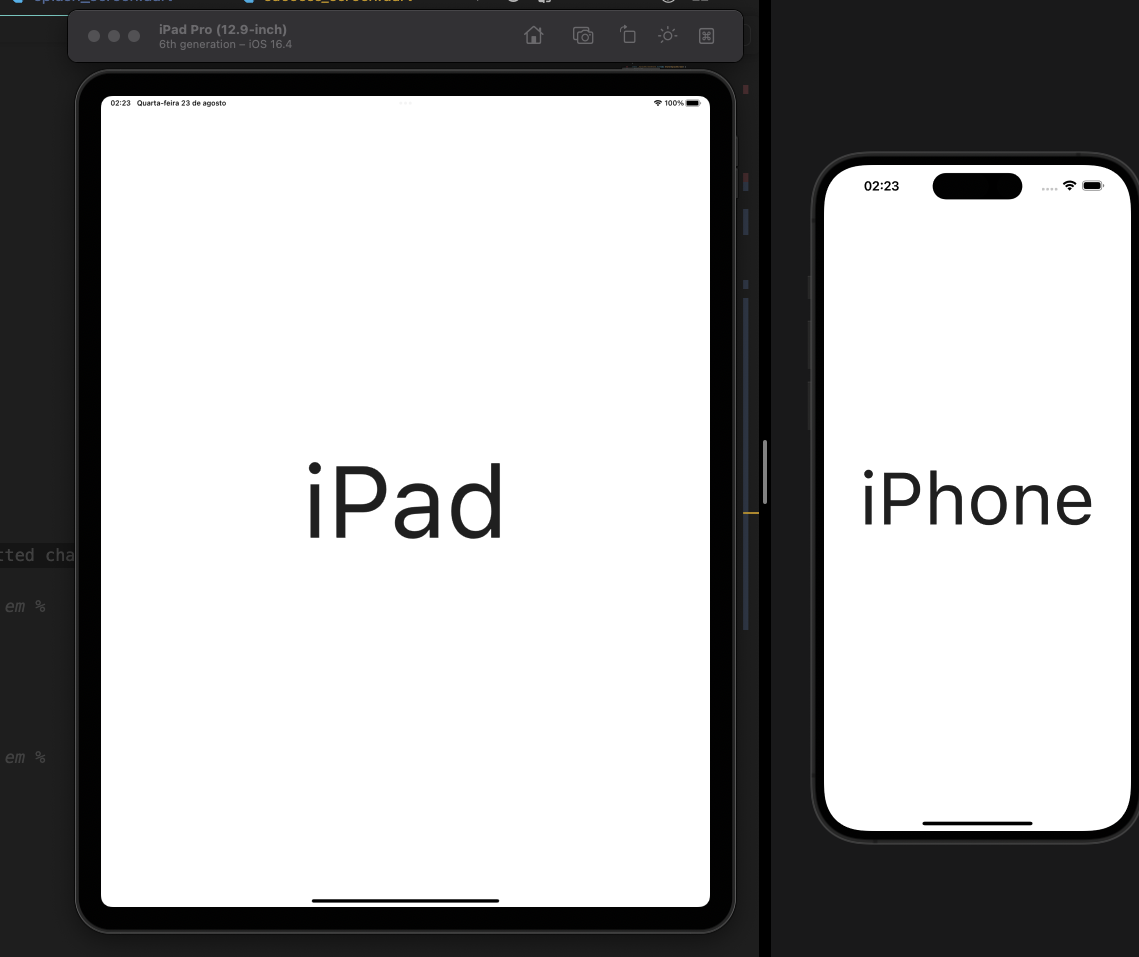 iPad Pro (12.9-inch)
6th generation – iOS 16.4
02:23 Quarta-feira 23 de agosto
100%
iPad
cted cha
em %
em %
02:23
iPhone